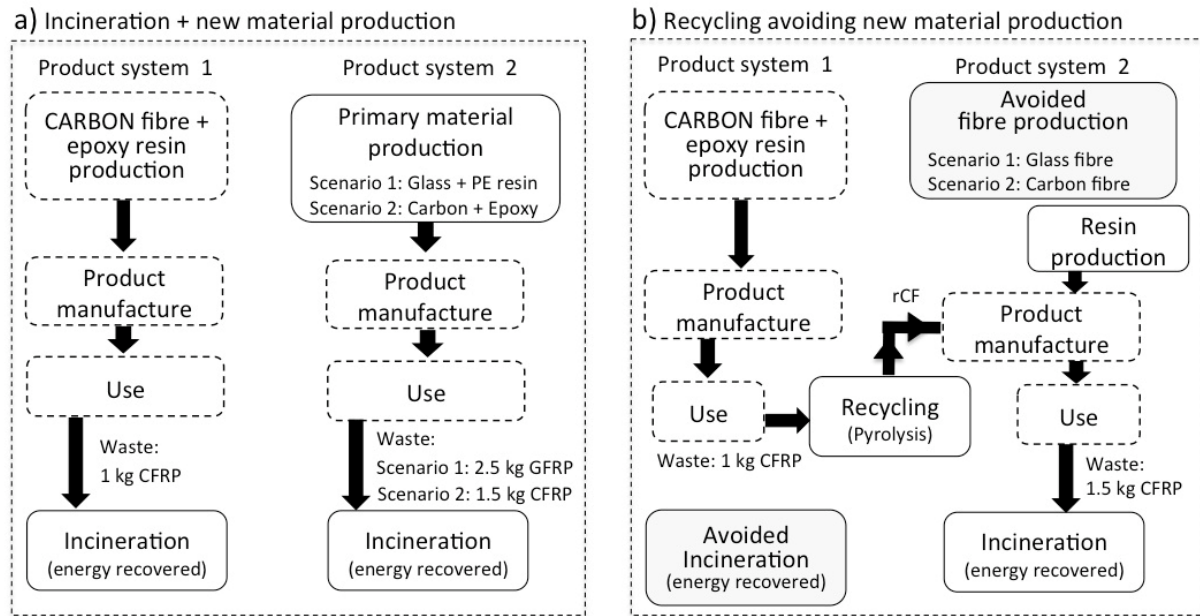 a) Incineration + new material production
Product system 1
CARBON fibre +
epoxy resin
production
Product
manufacture
Use
Waste:
1 kg CFRP
Incineration
(energy recovered)
Product system 2
Primary material
production
Scenario 1: Glass + PE resin
Scenario 2: Carbon + Epoxy
Product
manufacture
Use
Waste:
Scenario 1: 2.5 kg GFRP
Scenario 2: 1.5 kg CFRP
Incineration
(energy recovered)
b) Recycling avoiding new material production
Product system 1
CARBON fibre +
epoxy resin
production
Product
manufacture
Use
Waste: 1 kg CFRP
Avoided
Incineration
(energy recovered)
Recycling
(Pyrolysis)
rCF
Product system 2
Avoided
fibre production
Scenario 1: Glass fibre
Scenario 2: Carbon fibre
Resin
production
Product
manufacture
Use
Waste:
1.5 kg CFRP
Incineration
(energy recovered)